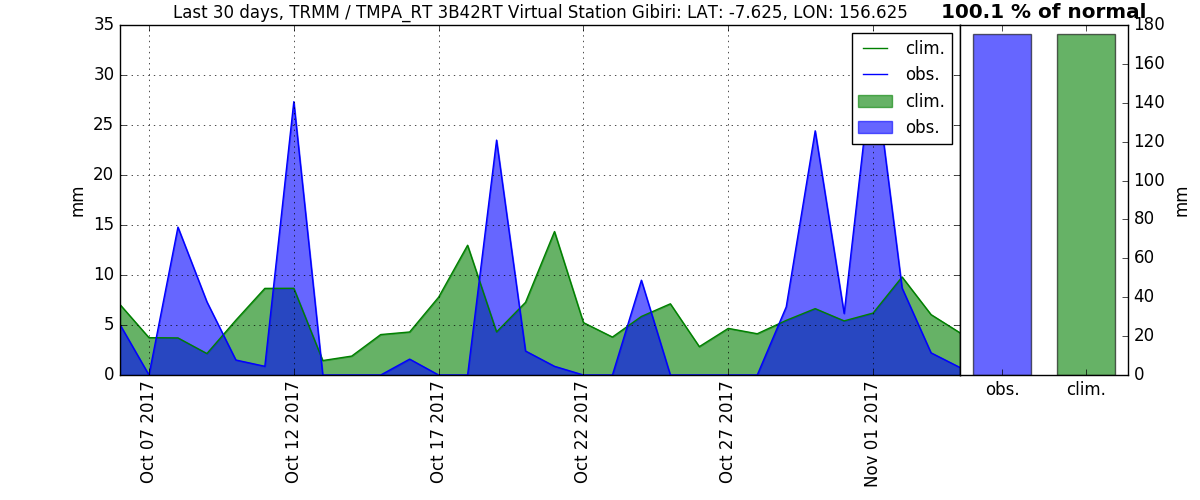 Last 30 days, TRMM / TMPA_RT 3B42RT Virtual Station Gibiri: LAT: -7.625, LON: 156.625
100.1 % of normal
35
30
25
20
15
10
5
0
mm
clim.
obs.
clim.
obs.
Oct 07 2017
Oct 12 2017
Oct 17 2017
Oct 22 2017
Oct 27 2017
Nov 01 2017
180
160
140
120
100
80
60
40
20
0
mm
obs.
clim.